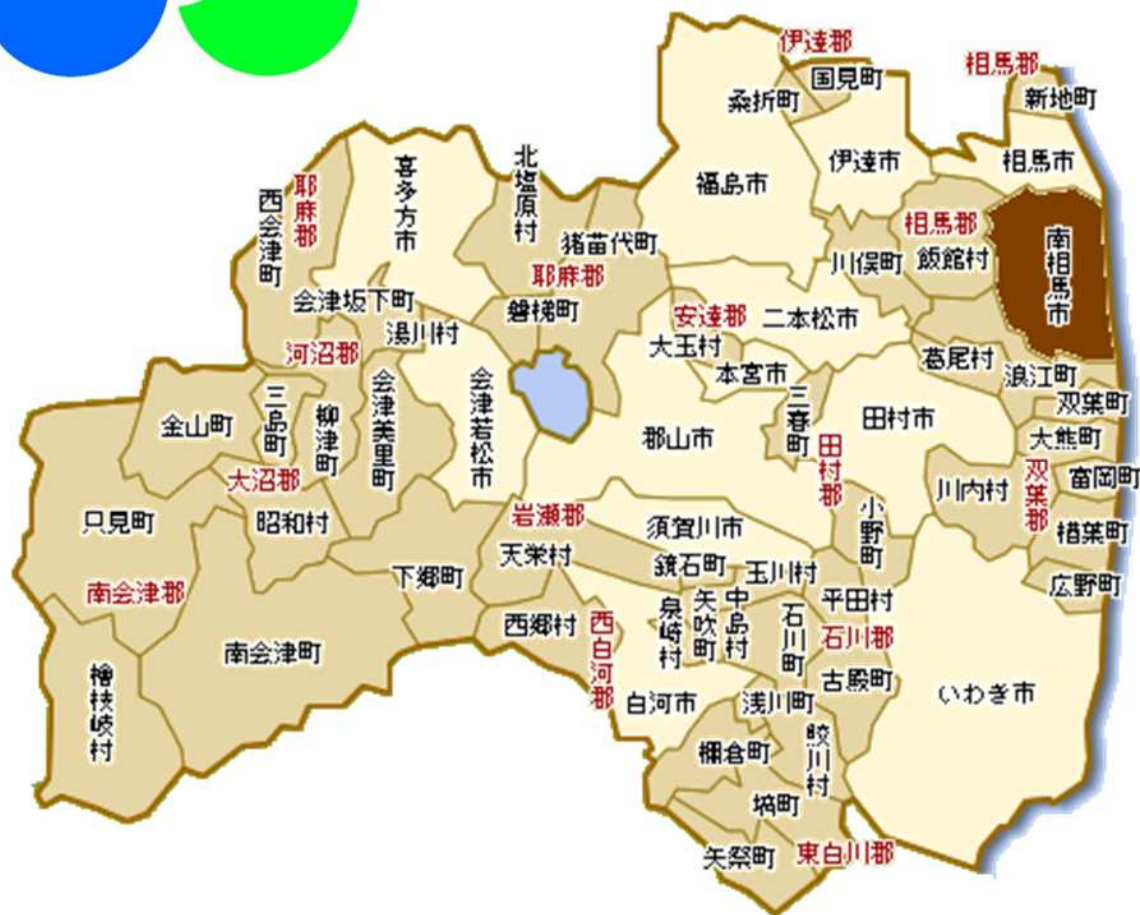 伊達郡
国見町
桑折町
相馬郡
新地町
伊達市
相馬市
福島市
喜多方市
北塩原村
耶麻郡
西会津町
猪苗代町
耶麻郡
相馬郡
飯館村
川俣町
南相馬市
会津坂下町
磐梯町
湯川村
河沼郡
安達郡
二本松市
大玉村
本宮市
葛尾村
浪江町
双葉町
大熊町
双葉郡
富岡町
川内村
楢葉町
広野町
三春町
田村市
田村郡
小野町
郡山市
会津若松市
会津美里町
柳津町
三島町
金山町
大沼郡
昭和村
只見町
南会津郡
檜枝岐村
南会津町
下郷町
岩瀬郡
天栄村
須賀川市
鏡石町
玉川村
平田村
石川郡
石川町
古殿町
中島村
矢吹町
泉崎村
西郷村
西白河郡
白河市
浅川町
鮫川村
棚倉町
塙町
矢祭町
東白川郡
いわき市